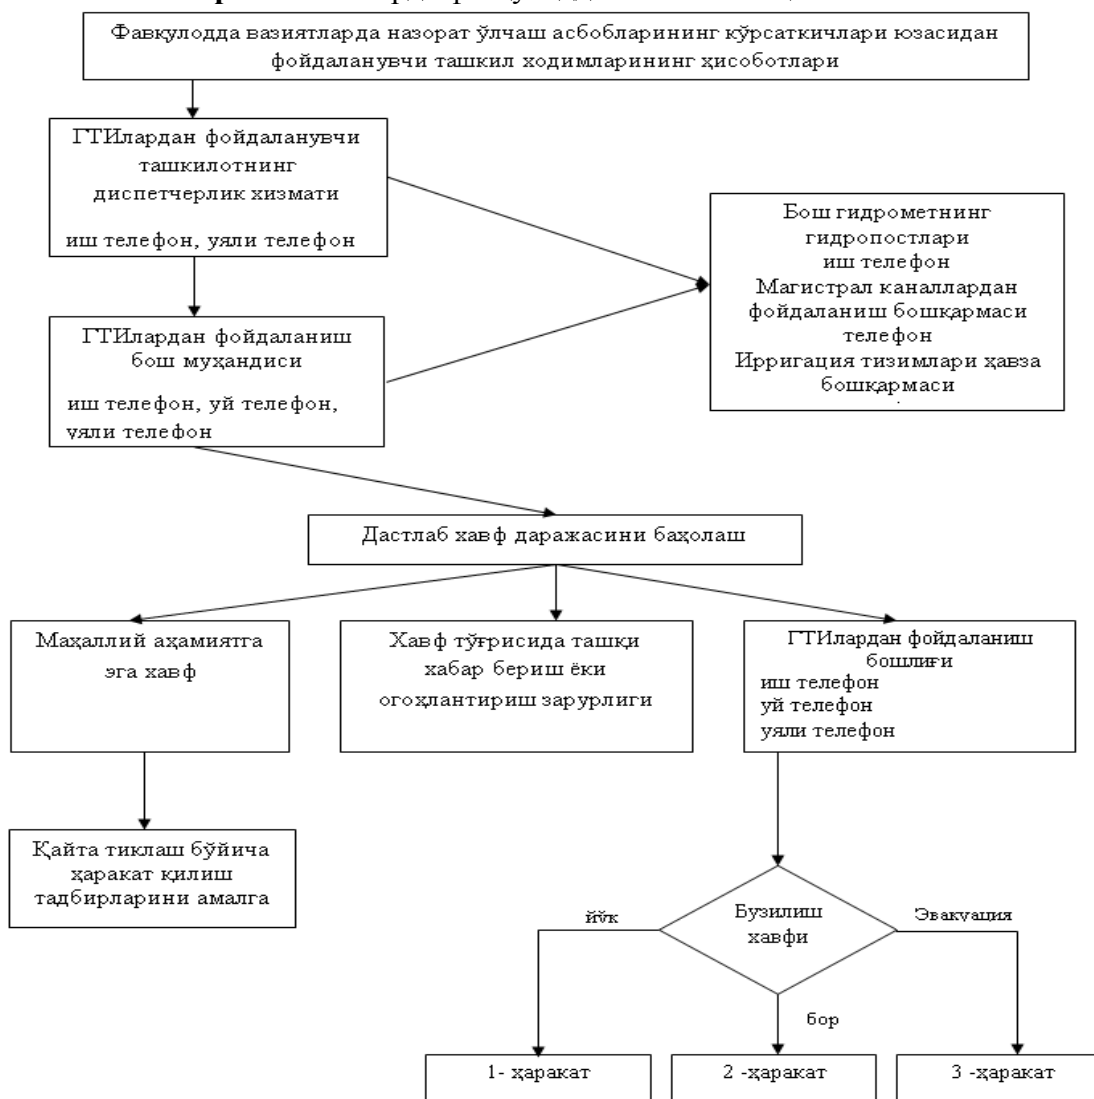 Фавқулодда вазиятларда назорат ўлчаш асбобларининг кўрсаткичлари юзасидан
фойдаланувчи ташкил ходимларининг ҳисоботлари
ГТИлардан фойдаланувчи
ташкилотнинг
диспетчерлик хизмати
иш телефон, уяли телефон
Бош гидрометнинг
гидропостлари
иш телефон
Магистрал каналлардан
фойдаланиш бошқармаси
телефон
Ирригация тизимлари ҳавза
бошқармаси
ГТИлардан фойдаланиш
бош муҳандиси
иш телефон, уй телефон,
уяли телефон
Дастлаб хавф даражасини баҳолаш
Маҳаллий аҳамиятга
эга хавф
Хавф тўғрисида ташқи
хабар бериш ёки
огоҳлантириш зарурлиги
ГТИлардан фойдаланиш
бошлиғи
иш телефон
уй телефон
уяли телефон
Қайта тиклаш бўйича
ҳаракат қилиш
тадбирларини амалга
Бузилиш
хавфи
йўқ
Эвакуация
бор
1- ҳаракат
2 -ҳаракат
3 -ҳаракат